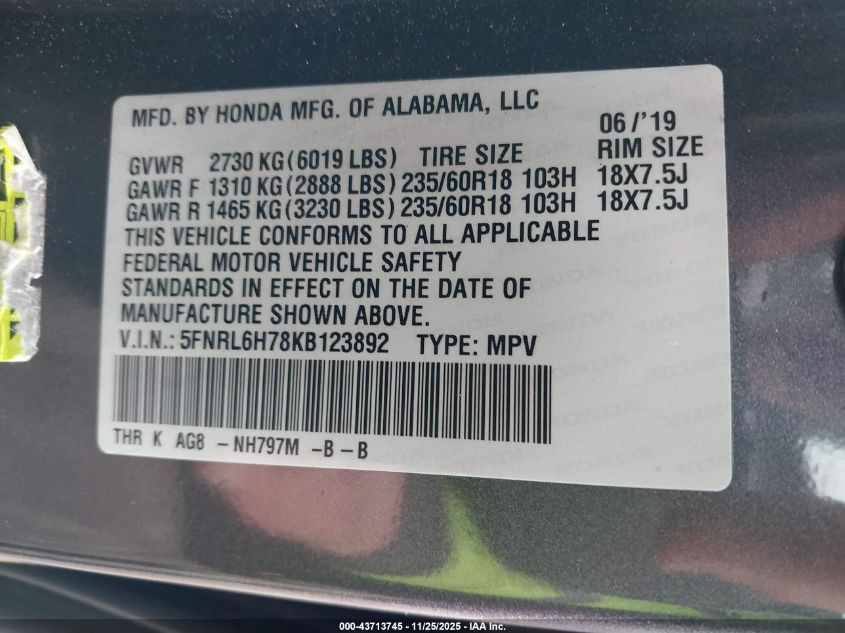 MFD. BY HONDA MFG. OF ALABAMA, LLC
06/'19
GVWR 2730 KG (6019 LBS) TIRE SIZE RIM SIZE
GAWR F 1310 KG (2888 LBS) 235/60R18 103H 18X7.5J
GAWR R 1465 KG (3230 LBS) 235/60R18 103H 18X7.5J
THIS VEHICLE CONFORMS TO ALL APPLICABLE
FEDERAL MOTOR VEHICLE SAFETY
STANDARDS IN EFFECT ON THE DATE OF
MANUFACTURE SHOWN ABOVE.
V.I.N.: 5FNRL6H78KB123892 TYPE: MPV
THR K AG8 -NH797M -B-B
000-43713745 - 11/25/2025 - IAA Inc.